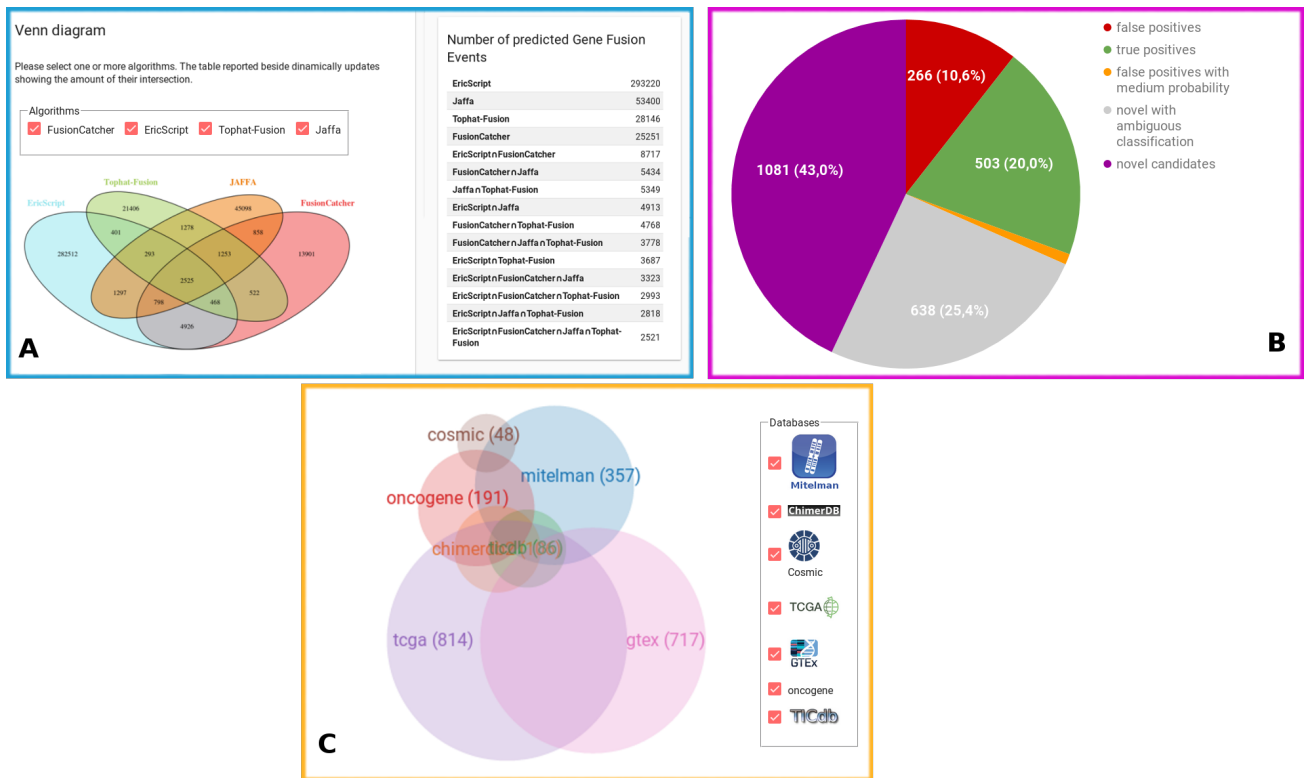 Venn diagram
Please select one or more algorithms. The table reported beside dinamically updates
showing the amount of their intersection.
Algorithms
FusionCatcher
EricScript
Tophat-Fusion
Jaffa
Tophat-Fusion
JAFFA
EricScript
FusionCatcher
21406
45098
401
1278
858
282512
293
1253
13901
2525
1297
798
468
522
4926
A
Number of predicted Gene Fusion
Events
EricScript 293220
Jaffa 53400
Tophat-Fusion 28146
FusionCatcher 25251
EricScript∩FusionCatcher 8717
FusionCatcher∩Jaffa 5434
Jaffa∩Tophat-Fusion 5349
EricScript∩Jaffa 4913
FusionCatcher∩Tophat-Fusion 4768
FusionCatcher∩Jaffa∩Tophat-Fusion 3778
EricScript∩Tophat-Fusion 3687
EricScript∩FusionCatcher∩Jaffa 3323
EricScript∩FusionCatcher∩Tophat-Fusion 2993
EricScript∩Jaffa∩Tophat-Fusion 2818
EricScript∩FusionCatcher∩Jaffa∩Tophat-
Fusion 2521
266 (10,6%)
503 (20,0%)
1081 (43,0%)
638 (25,4%)
false positives
true positives
false positives with
medium probability
novel with
ambiguous
classification
novel candidates
B
cosmic (48)
mitelman (357)
oncogene (191)
ticdb (86)
tcga (814)
gtex (717)
C
Databases
Mitelman
ChimerDB
Cosmic
TCGA
GTEx
oncogene
TICdb